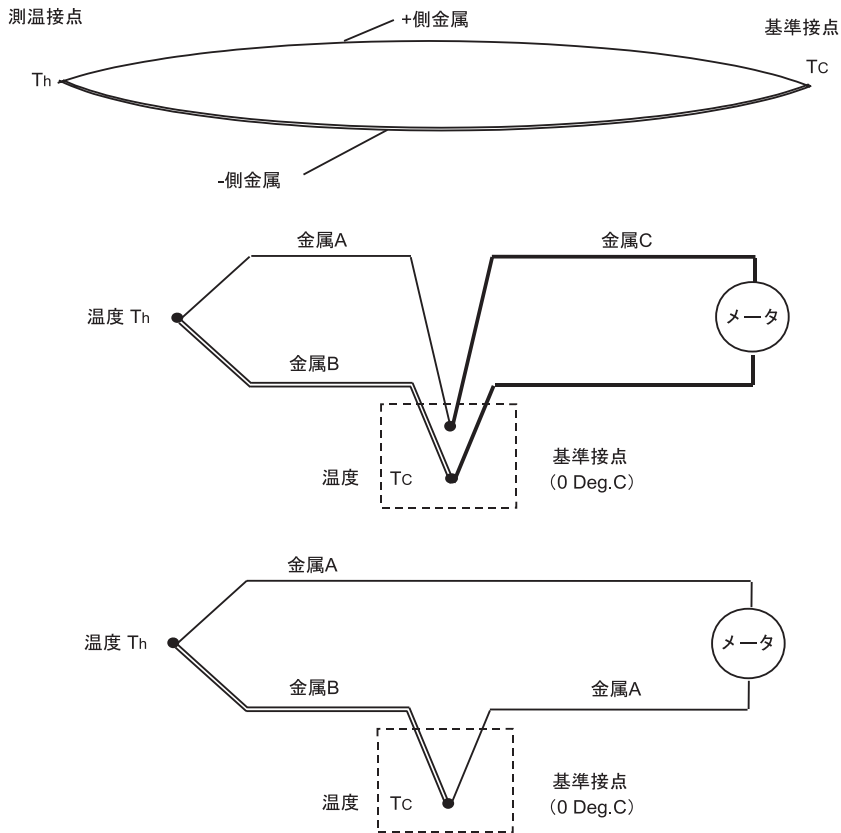 測温接点
+側金属
基準接点
Th
TC
-側金属
金属A
金属C
温度 Th
メータ
金属B
温度 TC
基準接点
（0 Deg.C）
金属A
温度 Th
メータ
金属B
金属A
温度 TC
基準接点
（0 Deg.C）